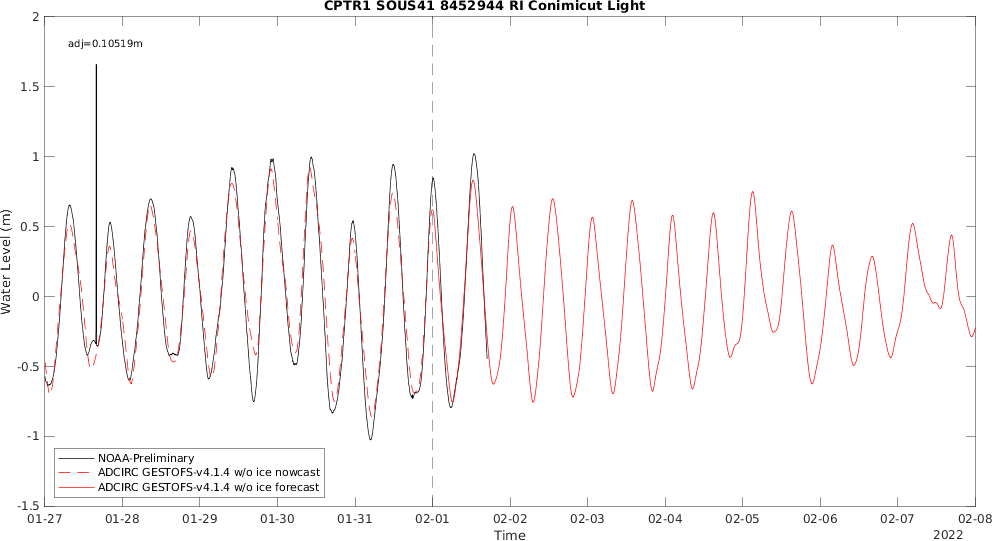 CPTR1 SOUS41 8452944 RI Conimicut Light
adj=0.10519m
2
1.5
1
0.5
0
-0.5
-1
-1.5
Water Level (m)
NOAA-Preliminary
ADCIRC GESTOFS-v4.1.4 w/o ice nowcast
ADCIRC GESTOFS-v4.1.4 w/o ice forecast
01-27 01-28 01-29 01-30 01-31 02-01 02-02 02-03 02-04 02-05 02-06 02-07 02-08
Time
2022